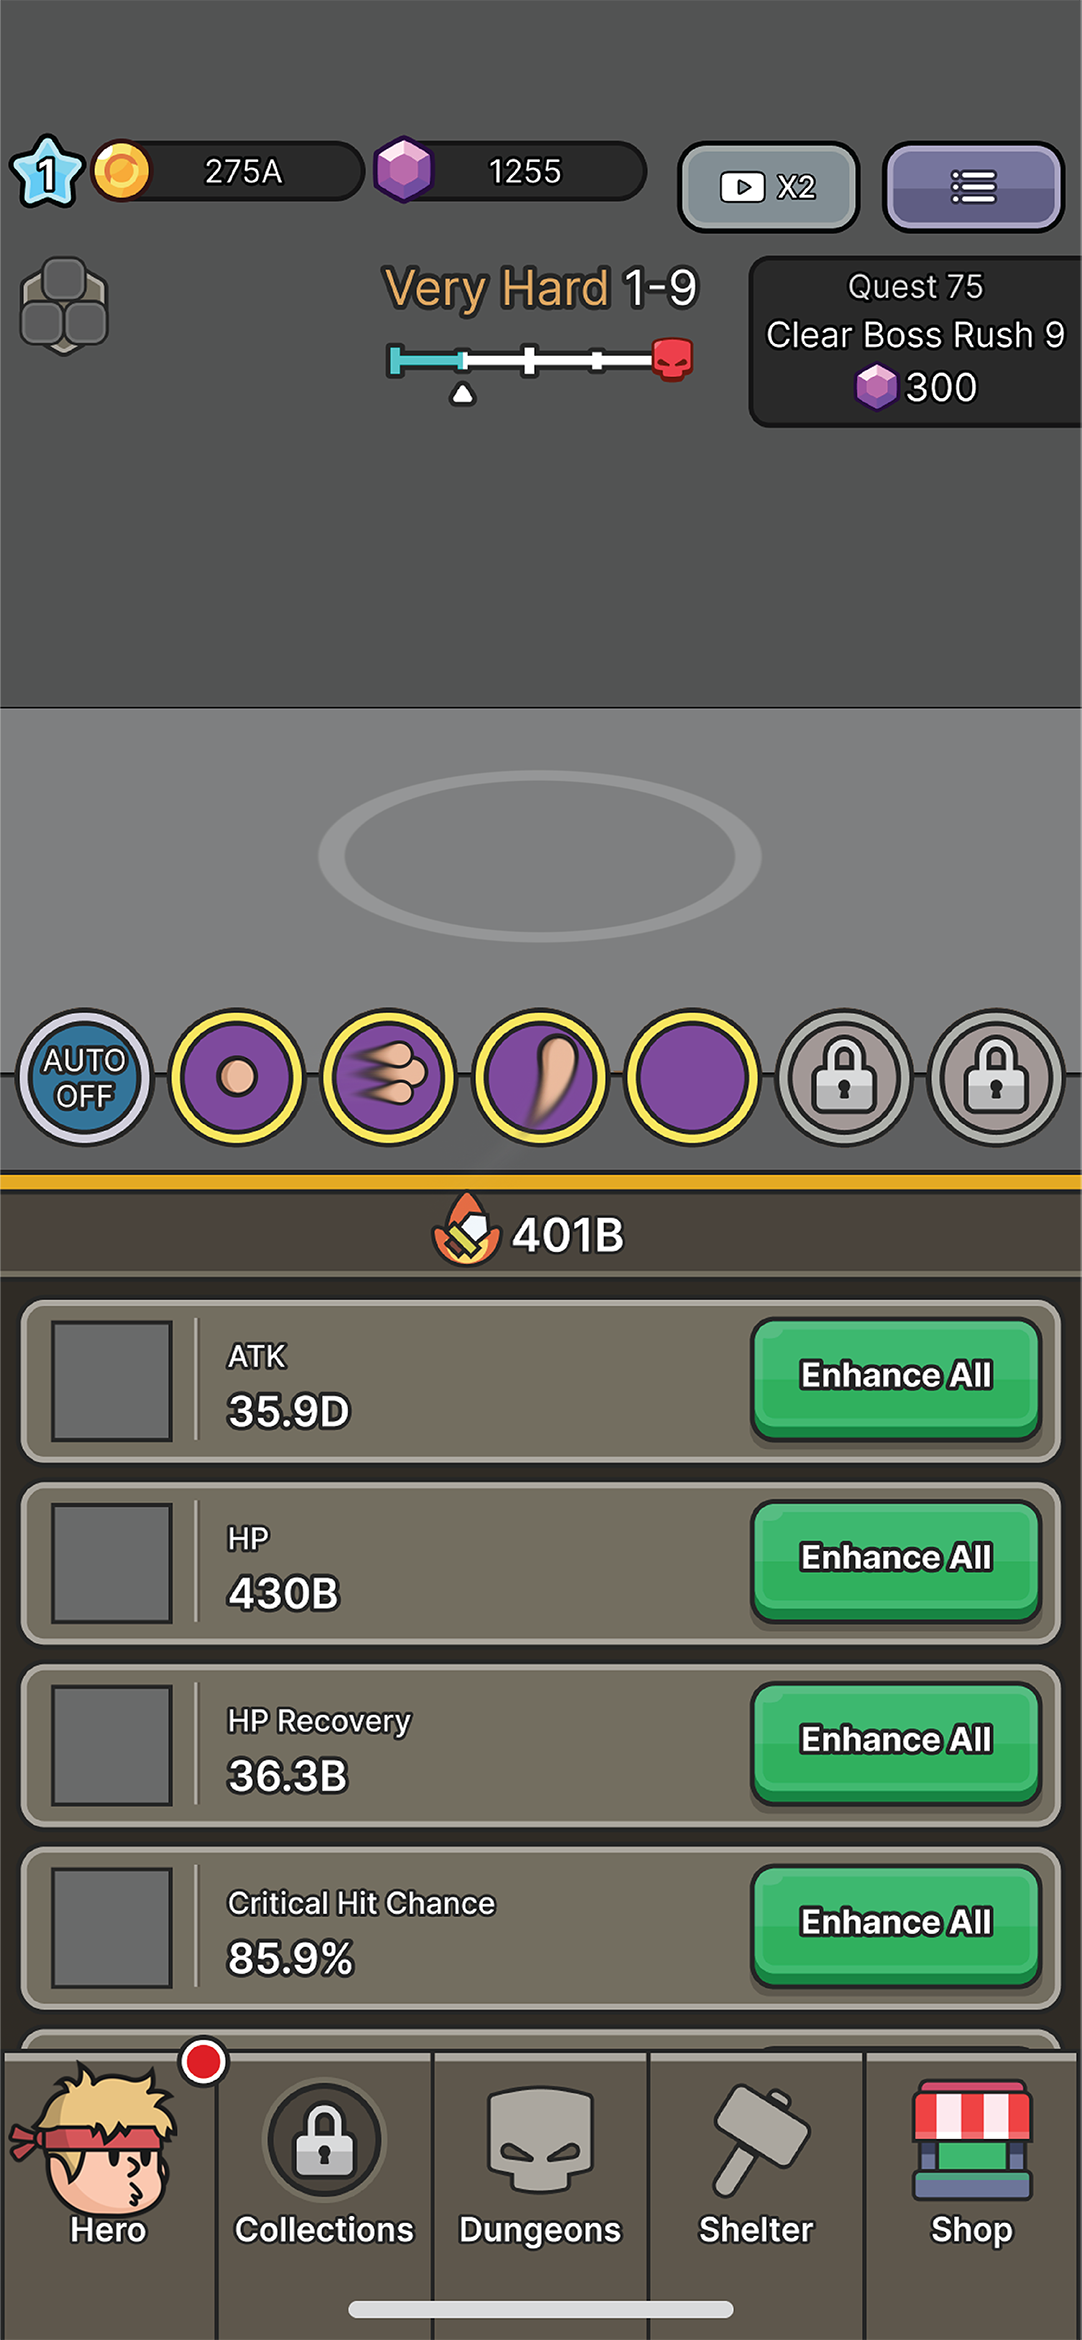 1
275A
1255
X2
Very Hard 1-9
Quest 75
Clear Boss Rush 9
300
AUTO
OFF
401B
ATK
35.9D
Enhance All
HP
430B
Enhance All
HP Recovery
36.3B
Enhance All
Critical Hit Chance
85.9%
Enhance All
Hero
Collections
Dungeons
Shelter
Shop